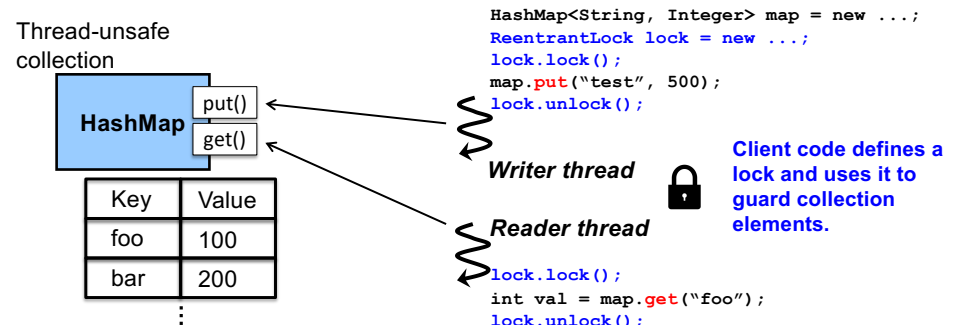 Thread-unsafe
collection
HashMap
put()
get()
Key Value
foo 100
bar 200
HashMap<String, Integer> map = new ...;
ReentrantLock lock = new ...;
lock.lock();
map.put(“test”, 500);
lock.unlock();
Writer thread
Client code defines a
lock and uses it to
guard collection
elements.
Reader thread
lock.lock();
int val = map.get(“foo”);
lock.unlock();